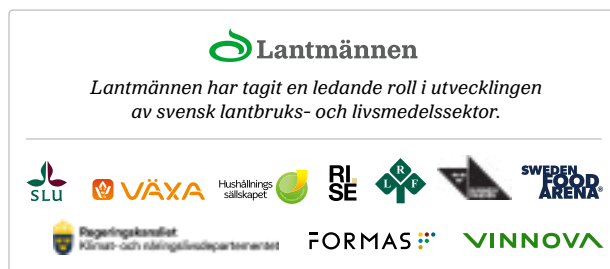 Lantmännen
Lantmännen har tagit en ledande roll i utvecklingen
av svensk lantbruks- och livsmedelssektor.
SLU
VÄXA
Hushållnings
sällskapet
RI.
SE
LRF
SWEDEN
FOOD
ARENA®
Regeringskansliet
Klimat- och näringslivsdepartementet
FORMAS
VINNOVA